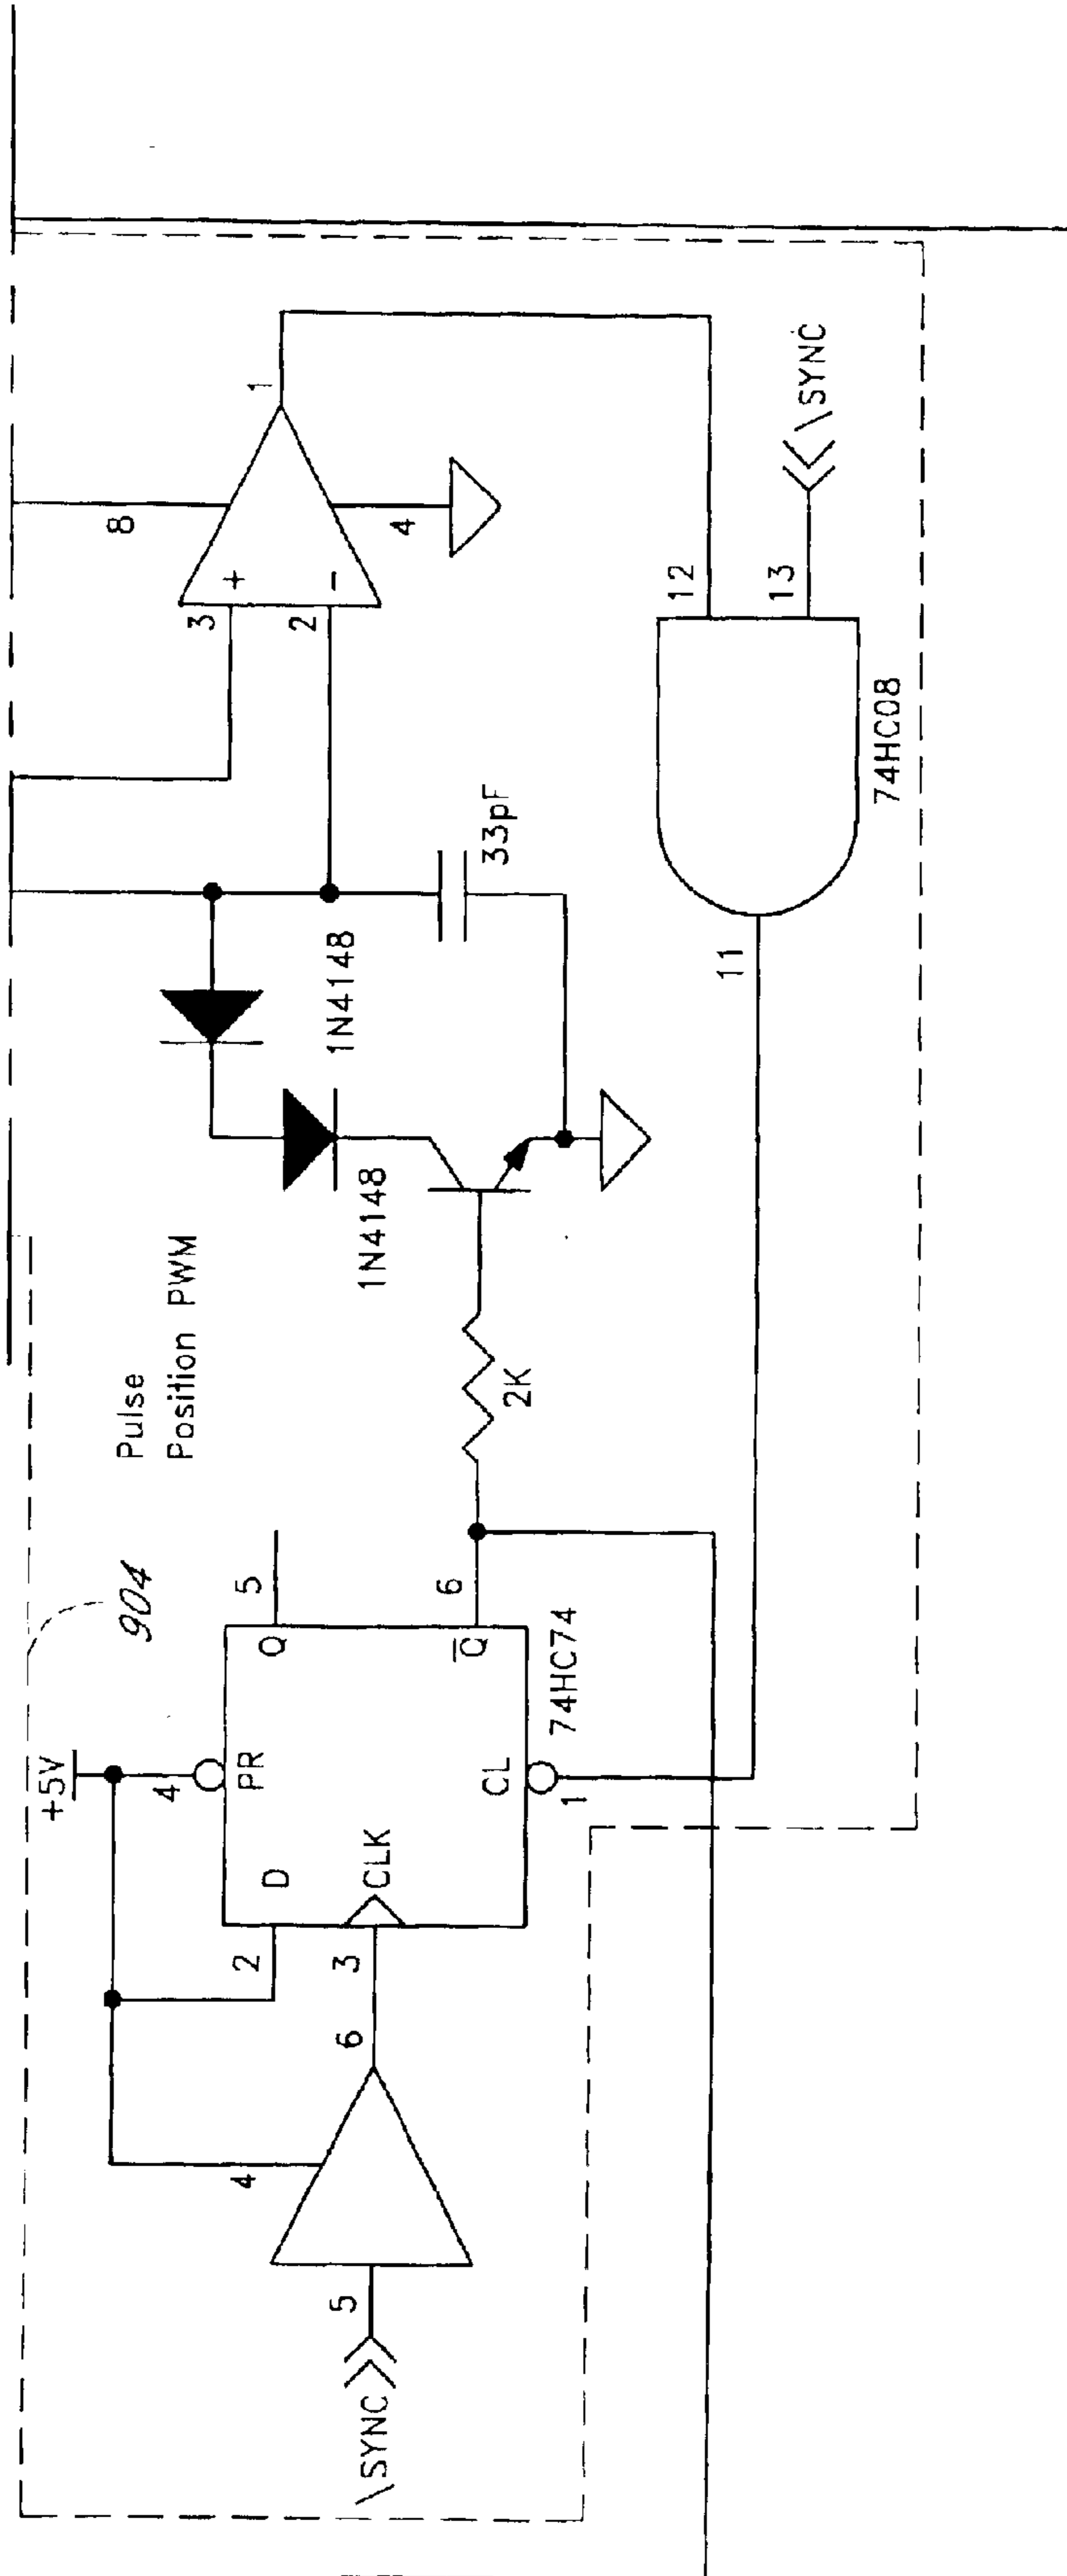 8
1
3
+
2
-
4
12
13
\SYNC
74HC08
11
33pF
1N4148
1N4148
2K
Pulse
Position PWM
904
+5V
4
PR
5
Q
6
Q̅
74HC74
CL
1
D
CLK
2
3
6
4
5
\SYNC